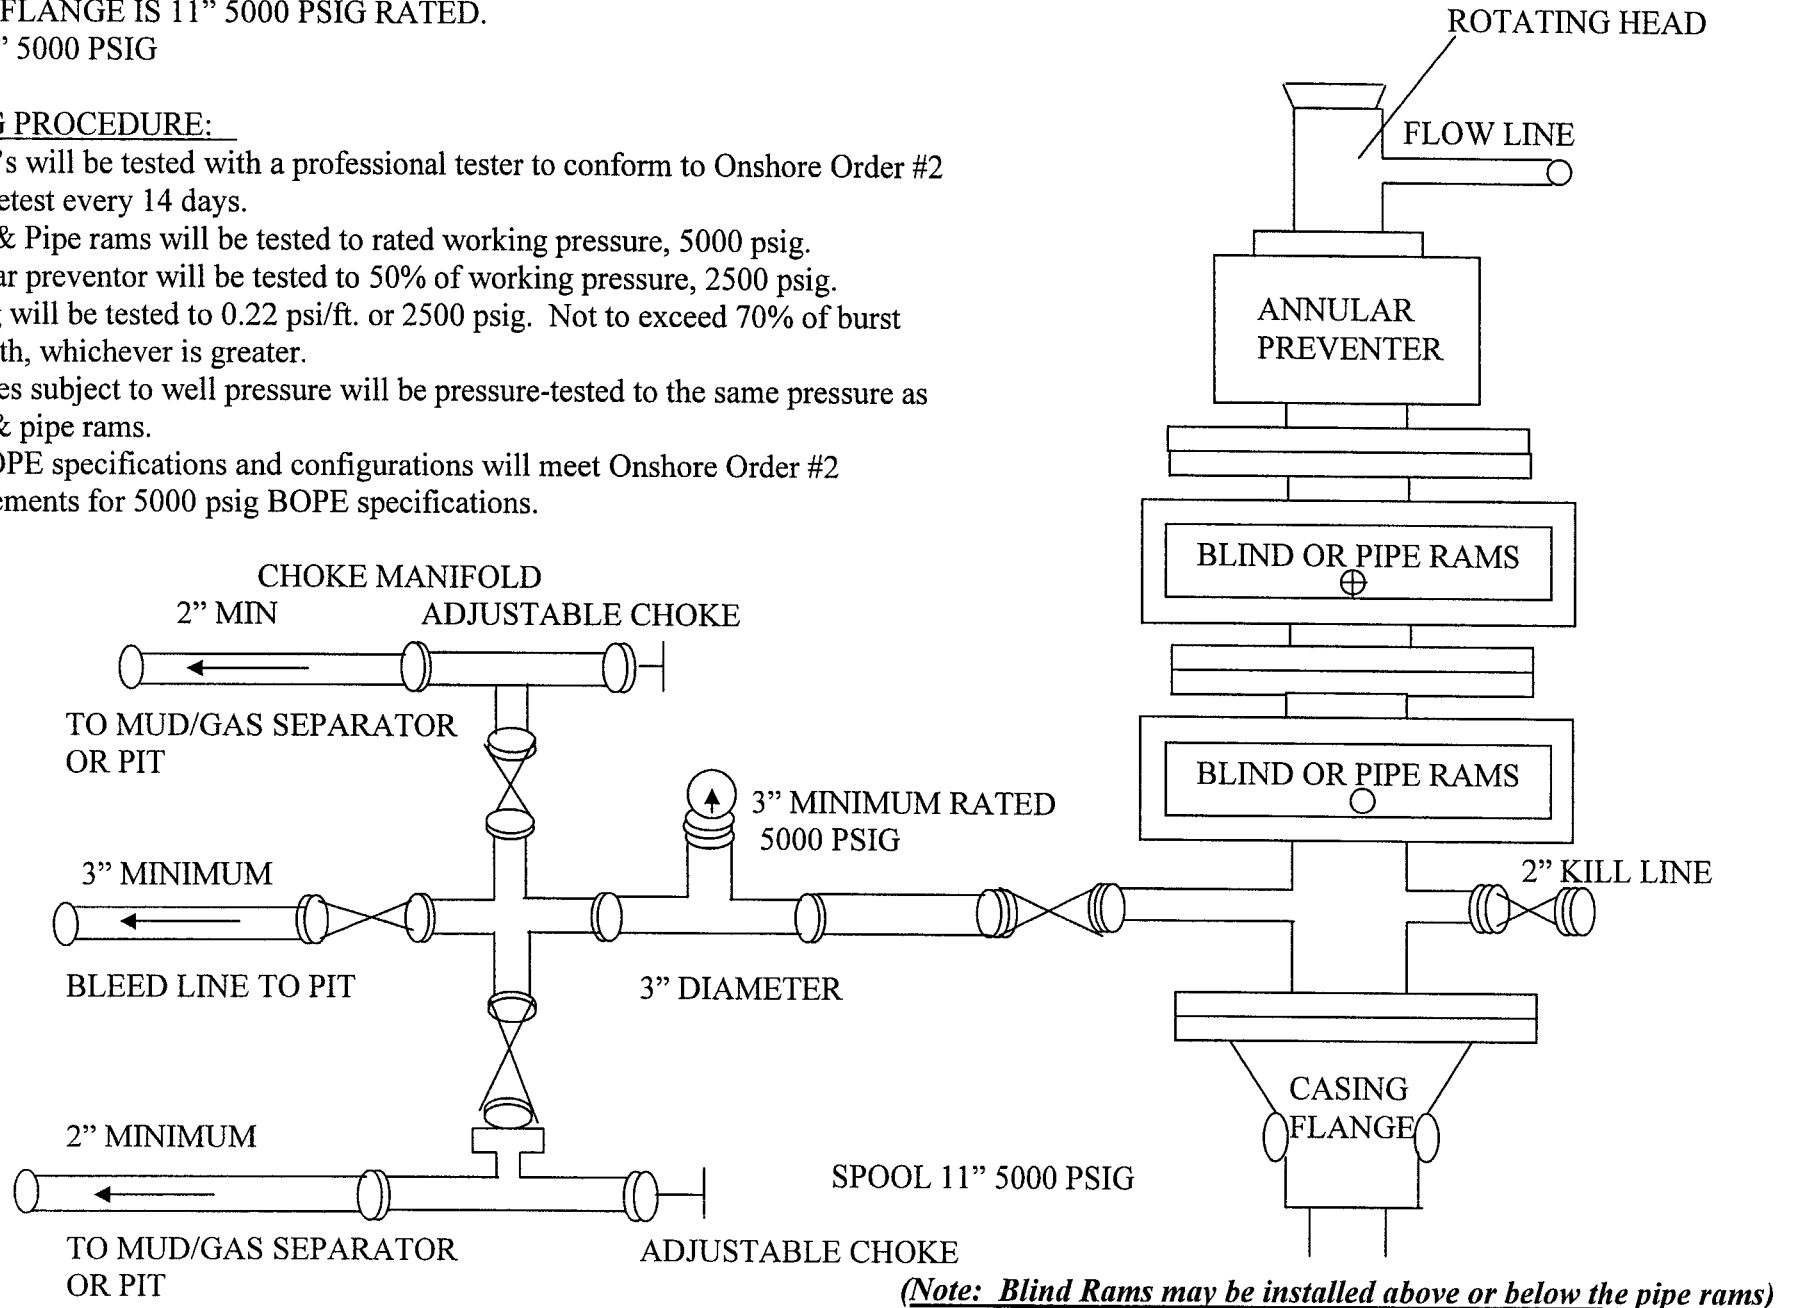 FLANGE IS 11” 5000 PSIG RATED.
” 5000 PSIG
PROCEDURE:
’s will be tested with a professional tester to conform to Onshore Order #2
etest every 14 days.
& Pipe rams will be tested to rated working pressure, 5000 psig.
ar preventor will be tested to 50% of working pressure, 2500 psig.
will be tested to 0.22 psi/ft. or 2500 psig.  Not to exceed 70% of burst
th, whichever is greater.
es subject to well pressure will be pressure-tested to the same pressure as
& pipe rams.
OPE specifications and configurations will meet Onshore Order #2
ements for 5000 psig BOPE specifications.
ROTATING HEAD
FLOW LINE
ANNULAR
PREVENTER
BLIND OR PIPE RAMS
BLIND OR PIPE RAMS
CHOKE MANIFOLD
2” MIN
ADJUSTABLE CHOKE
TO MUD/GAS SEPARATOR
OR PIT
3” MINIMUM RATED
5000 PSIG
3” MINIMUM
2” KILL LINE
BLEED LINE TO PIT
3” DIAMETER
CASING
FLANGE
2” MINIMUM
SPOOL 11” 5000 PSIG
TO MUD/GAS SEPARATOR
OR PIT
ADJUSTABLE CHOKE
(Note:  Blind Rams may be installed above or below the pipe rams)